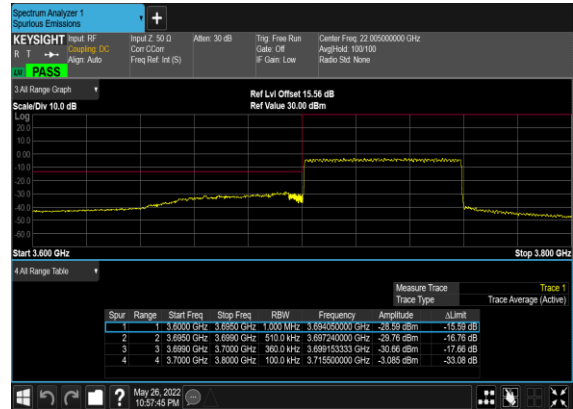 Spectrum Analyzer 1
Spurious Emissions
+
KEYSIGHT Input: RF Input Z: 50 Ω Atten: 30 dB Trig: Free Run Center Freq: 22.005000000 GHz
R T Coupling: DC Corr CCorr Gate: Off Avg|Hold: 100/100
Align: Auto Freq Ref: Int (S) IF Gain: Low Radio Std: None
LW PASS
3 All Range Graph Ref Lvl Offset 15.56 dB
Scale/Div 10.0 dB Ref Value 30.00 dBm
Log
20.0
10.0
0.00
-10.0
-20.0
-30.0
-40.0
-50.0
-60.0
Start 3.600 GHz Stop 3.800 GHz
4 All Range Table
Measure Trace Trace 1
Trace Type Trace Average (Active)
Spur Range Start Freq Stop Freq RBW Frequency Amplitude ΔLimit
1 1 3.6000 GHz 3.6950 GHz 1.000 MHz 3.694050000 GHz -28.59 dBm -15.59 dB
2 2 3.6950 GHz 3.6990 GHz 510.0 kHz 3.697240000 GHz -29.76 dBm -16.76 dB
3 3 3.6990 GHz 3.7000 GHz 360.0 kHz 3.699153333 GHz -30.66 dBm -17.66 dB
4 4 3.7000 GHz 3.8000 GHz 100.0 kHz 3.715500000 GHz -3.085 dBm -33.08 dB
? May 26, 2022
10:57:45 PM